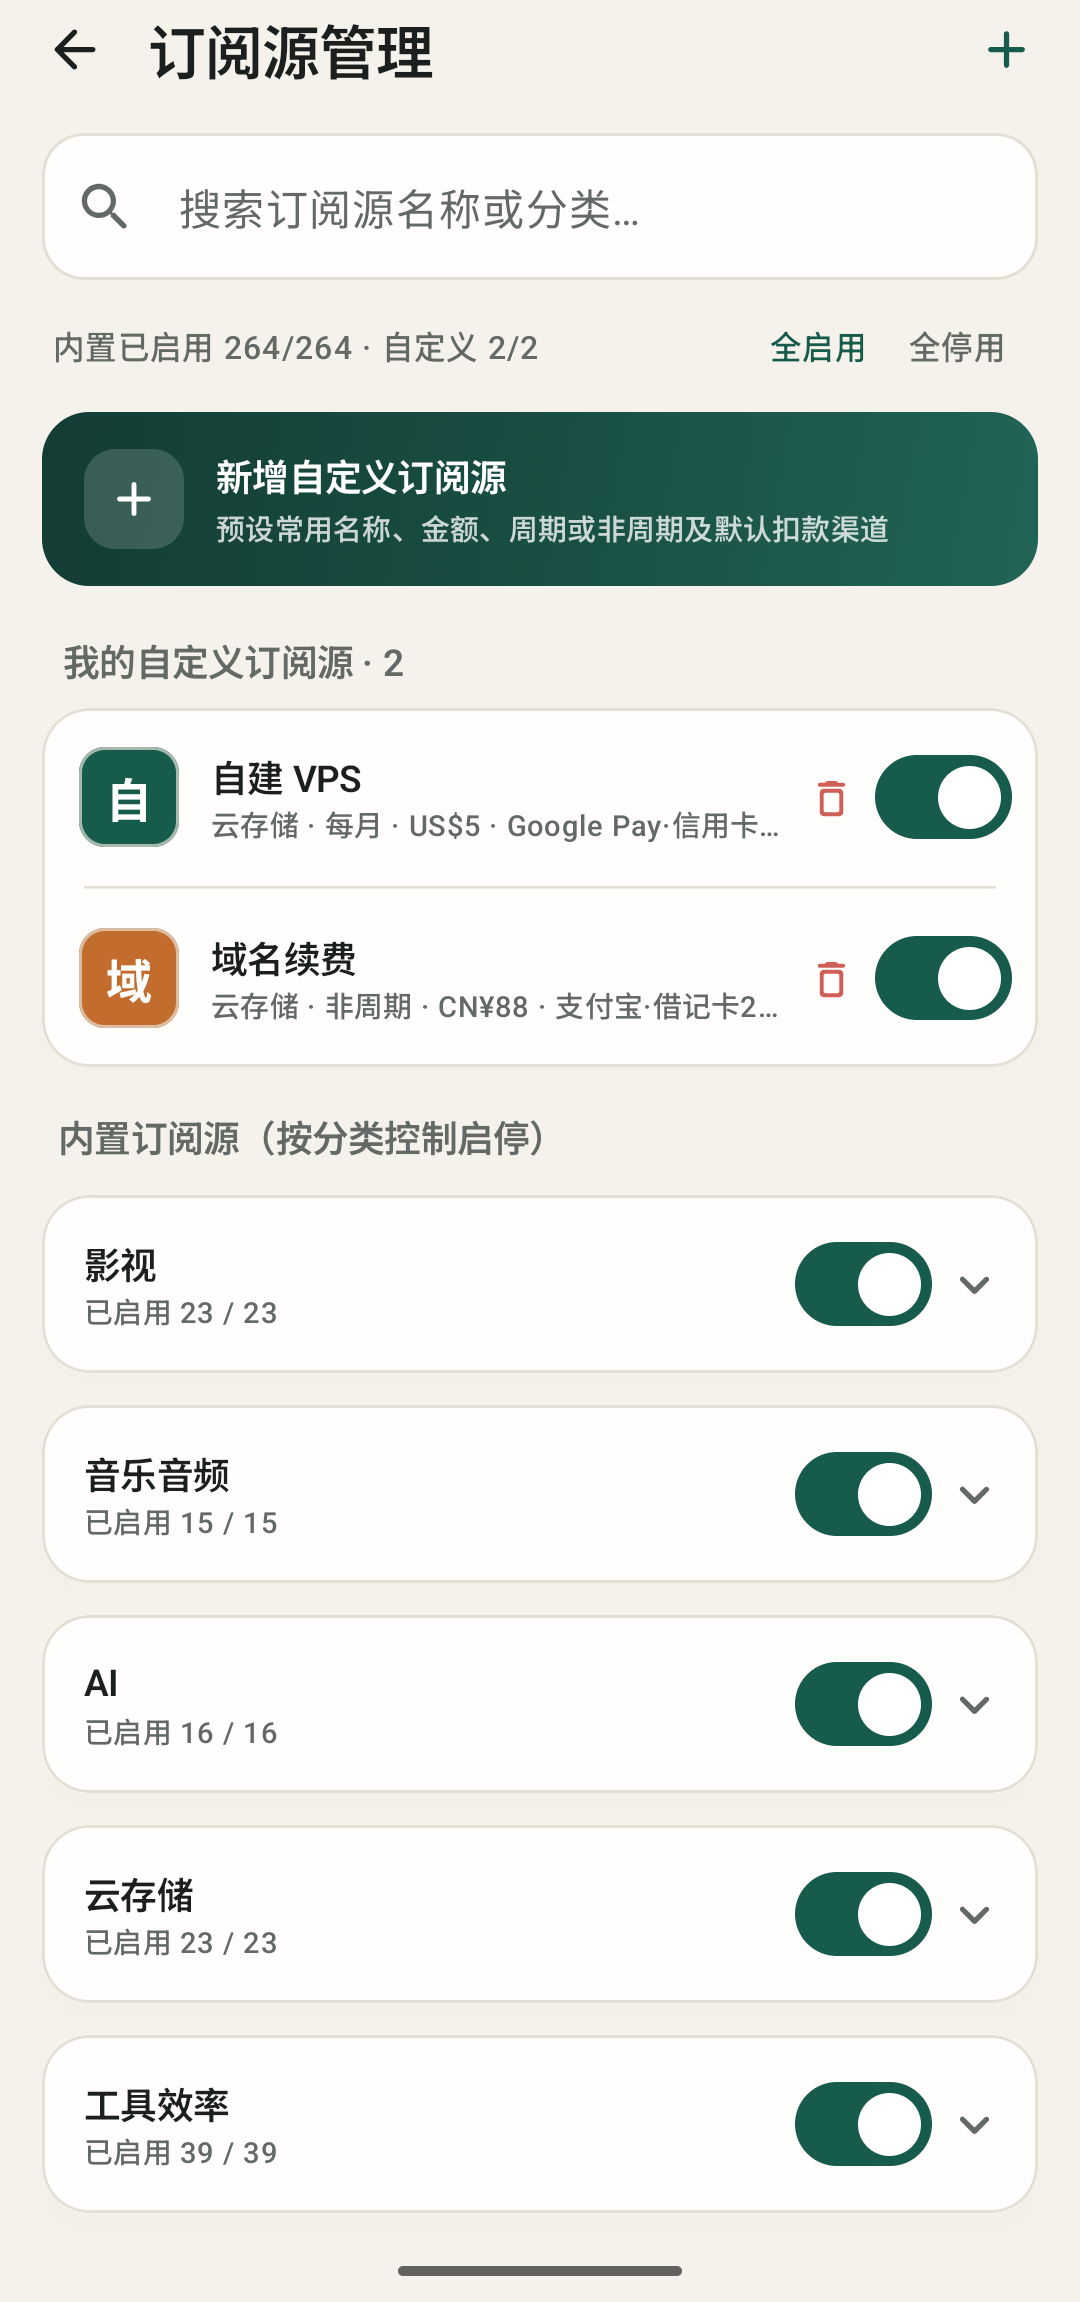 订阅源管理
搜索订阅源名称或分类…
内置已启用 264/264 · 自定义 2/2
全启用 全停用
新增自定义订阅源
预设常用名称、金额、周期或非周期及默认扣款渠道
我的自定义订阅源 · 2
自
自建 VPS
云存储 · 每月 · US$5 · Google Pay·信用卡…
域
域名续费
云存储 · 非周期 · CN¥88 · 支付宝·借记卡2…
内置订阅源（按分类控制启停）
影视
已启用 23 / 23
音乐音频
已启用 15 / 15
AI
已启用 16 / 16
云存储
已启用 23 / 23
工具效率
已启用 39 / 39